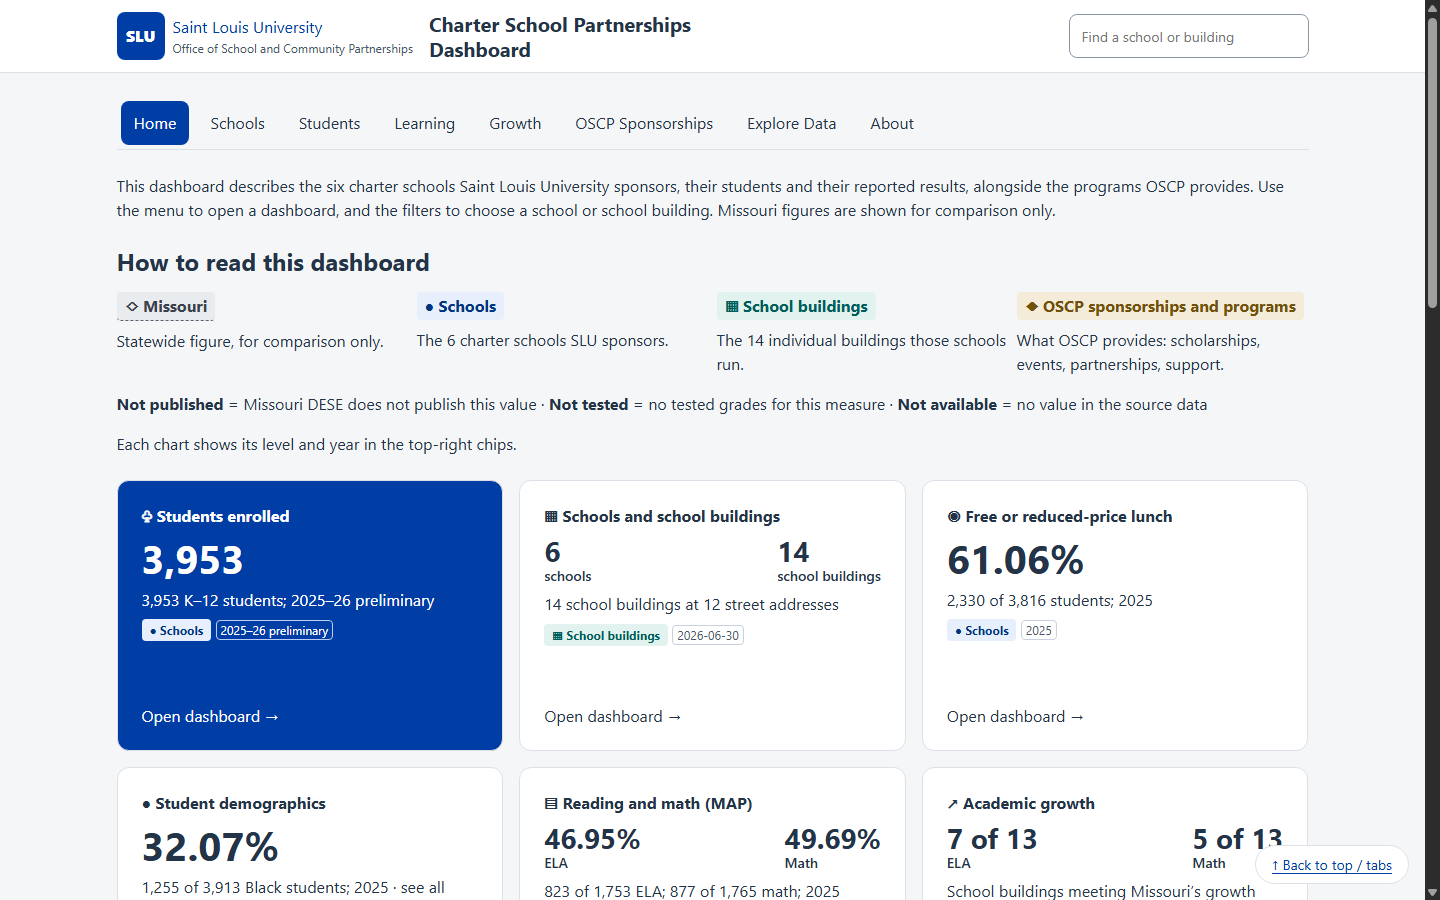 SLU
Saint Louis University
Office of School and Community Partnerships
Charter School Partnerships
Dashboard
Find a school or building
Home Schools Students Learning Growth OSCP Sponsorships Explore Data About
This dashboard describes the six charter schools Saint Louis University sponsors, their students and their reported results, alongside the programs OSCP provides. Use
the menu to open a dashboard, and the filters to choose a school or school building. Missouri figures are shown for comparison only.
How to read this dashboard
◇ Missouri
Statewide figure, for comparison only.
● Schools
The 6 charter schools SLU sponsors.
▦ School buildings
The 14 individual buildings those schools
run.
◆ OSCP sponsorships and programs
What OSCP provides: scholarships,
events, partnerships, support.
Not published = Missouri DESE does not publish this value · Not tested = no tested grades for this measure · Not available = no value in the source data
Each chart shows its level and year in the top-right chips.
Students enrolled
3,953
3,953 K–12 students; 2025–26 preliminary
● Schools 2025–26 preliminary
Open dashboard →
▦ Schools and school buildings
6 14
schools school buildings
14 school buildings at 12 street addresses
▦ School buildings 2026-06-30
Open dashboard →
◉ Free or reduced-price lunch
61.06%
2,330 of 3,816 students; 2025
● Schools 2025
Open dashboard →
● Student demographics
32.07%
1,255 of 3,913 Black students; 2025 · see all
▤ Reading and math (MAP)
46.95% 49.69%
ELA Math
823 of 1,753 ELA; 877 of 1,765 math; 2025
↗ Academic growth
7 of 13 5 of 13
ELA Math
School buildings meeting Missouri's growth
↑ Back to top / tabs